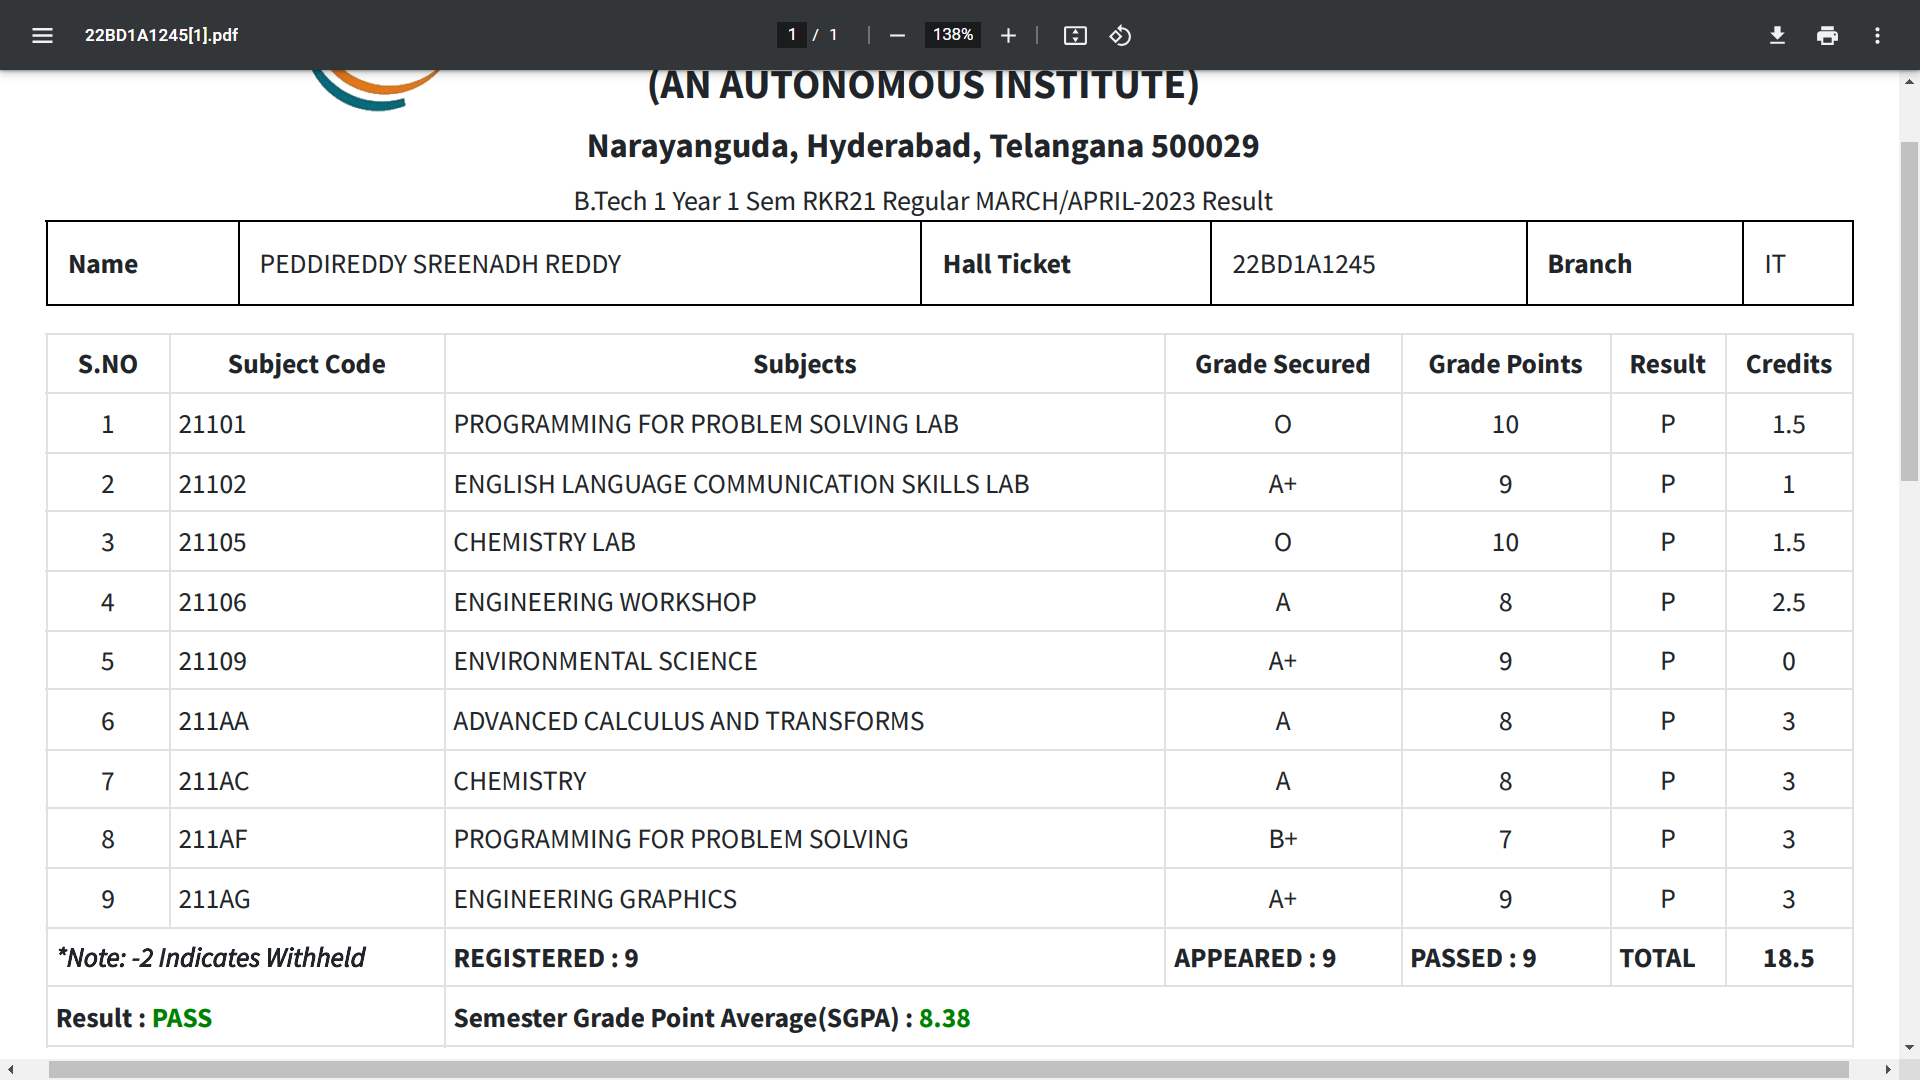 22BD1A1245[1].pdf
1 / 1
138%
(AN AUTONOMOUS INSTITUTE)
Narayanguda, Hyderabad, Telangana 500029
B.Tech 1 Year 1 Sem RKR21 Regular MARCH/APRIL-2023 Result
Name PEDDIREDDY SREENADH REDDY Hall Ticket 22BD1A1245 Branch IT
S.NO Subject Code Subjects Grade Secured Grade Points Result Credits
1 21101 PROGRAMMING FOR PROBLEM SOLVING LAB O 10 P 1.5
2 21102 ENGLISH LANGUAGE COMMUNICATION SKILLS LAB A+ 9 P 1
3 21105 CHEMISTRY LAB O 10 P 1.5
4 21106 ENGINEERING WORKSHOP A 8 P 2.5
5 21109 ENVIRONMENTAL SCIENCE A+ 9 P 0
6 211AA ADVANCED CALCULUS AND TRANSFORMS A 8 P 3
7 211AC CHEMISTRY A 8 P 3
8 211AF PROGRAMMING FOR PROBLEM SOLVING B+ 7 P 3
9 211AG ENGINEERING GRAPHICS A+ 9 P 3
*Note: -2 Indicates Withheld REGISTERED : 9 APPEARED : 9 PASSED : 9 TOTAL 18.5
Result : PASS Semester Grade Point Average(SGPA) : 8.38